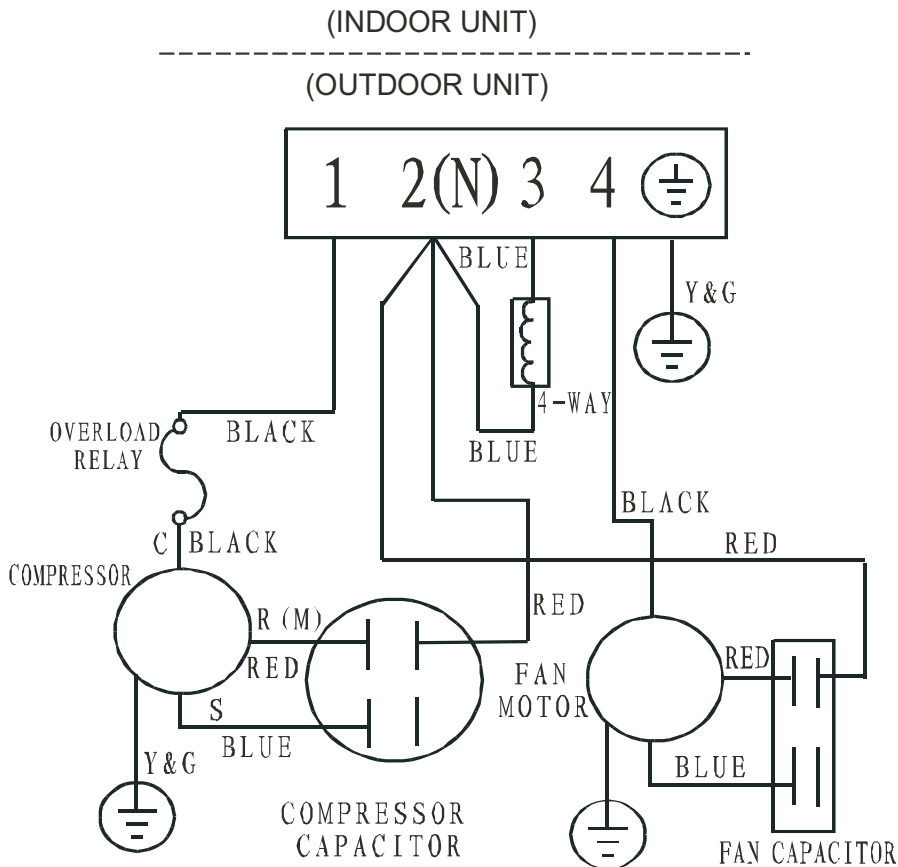 (INDOOR UNIT)
(OUTDOOR UNIT)
1 2(N) 3 4
BLUE
Y&G
4-WAY
BLACK
BLUE
OVERLOAD
RELAY
BLACK
C BLACK
RED
COMPRESSOR
R (M)
RED
RED
FAN
MOTOR
RED
S
BLUE
Y&G
BLUE
COMPRESSOR
CAPACITOR
FAN CAPACITOR